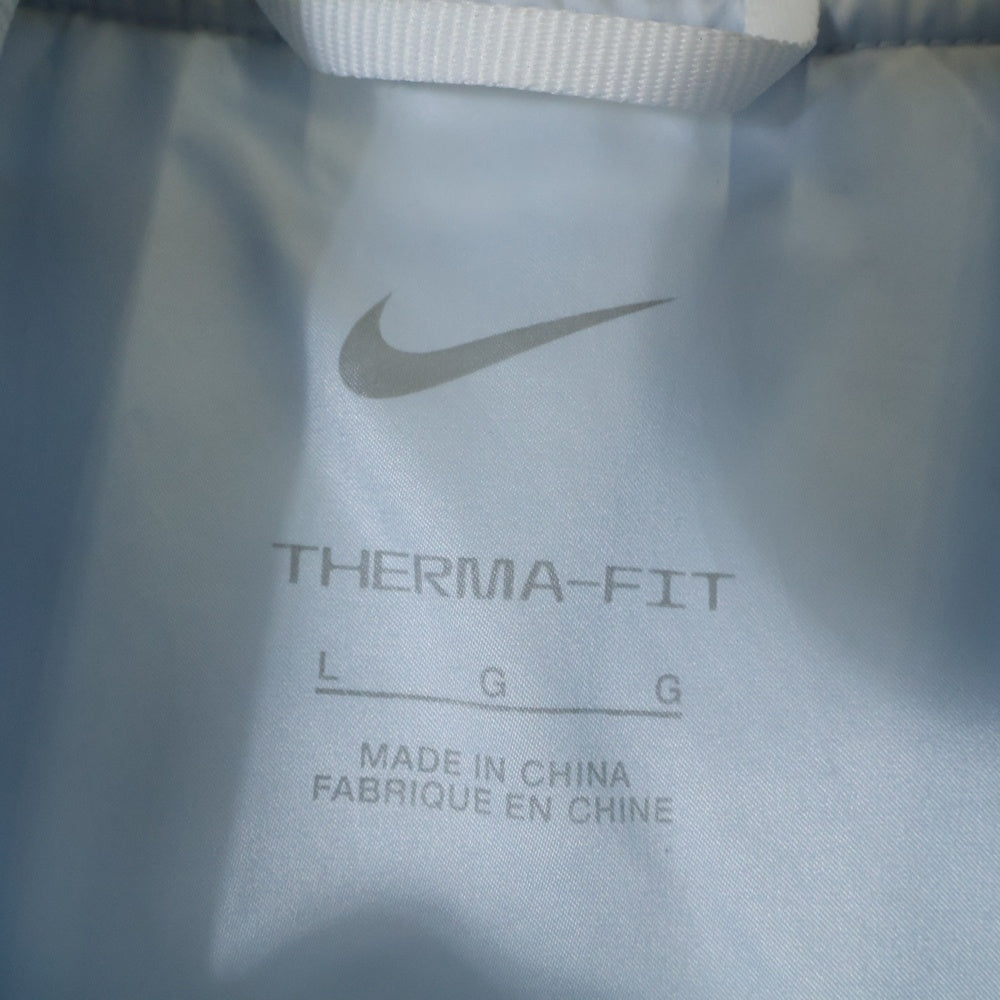 THERMA-FIT
L G G
MADE IN CHINA
FABRIQUE EN CHINE